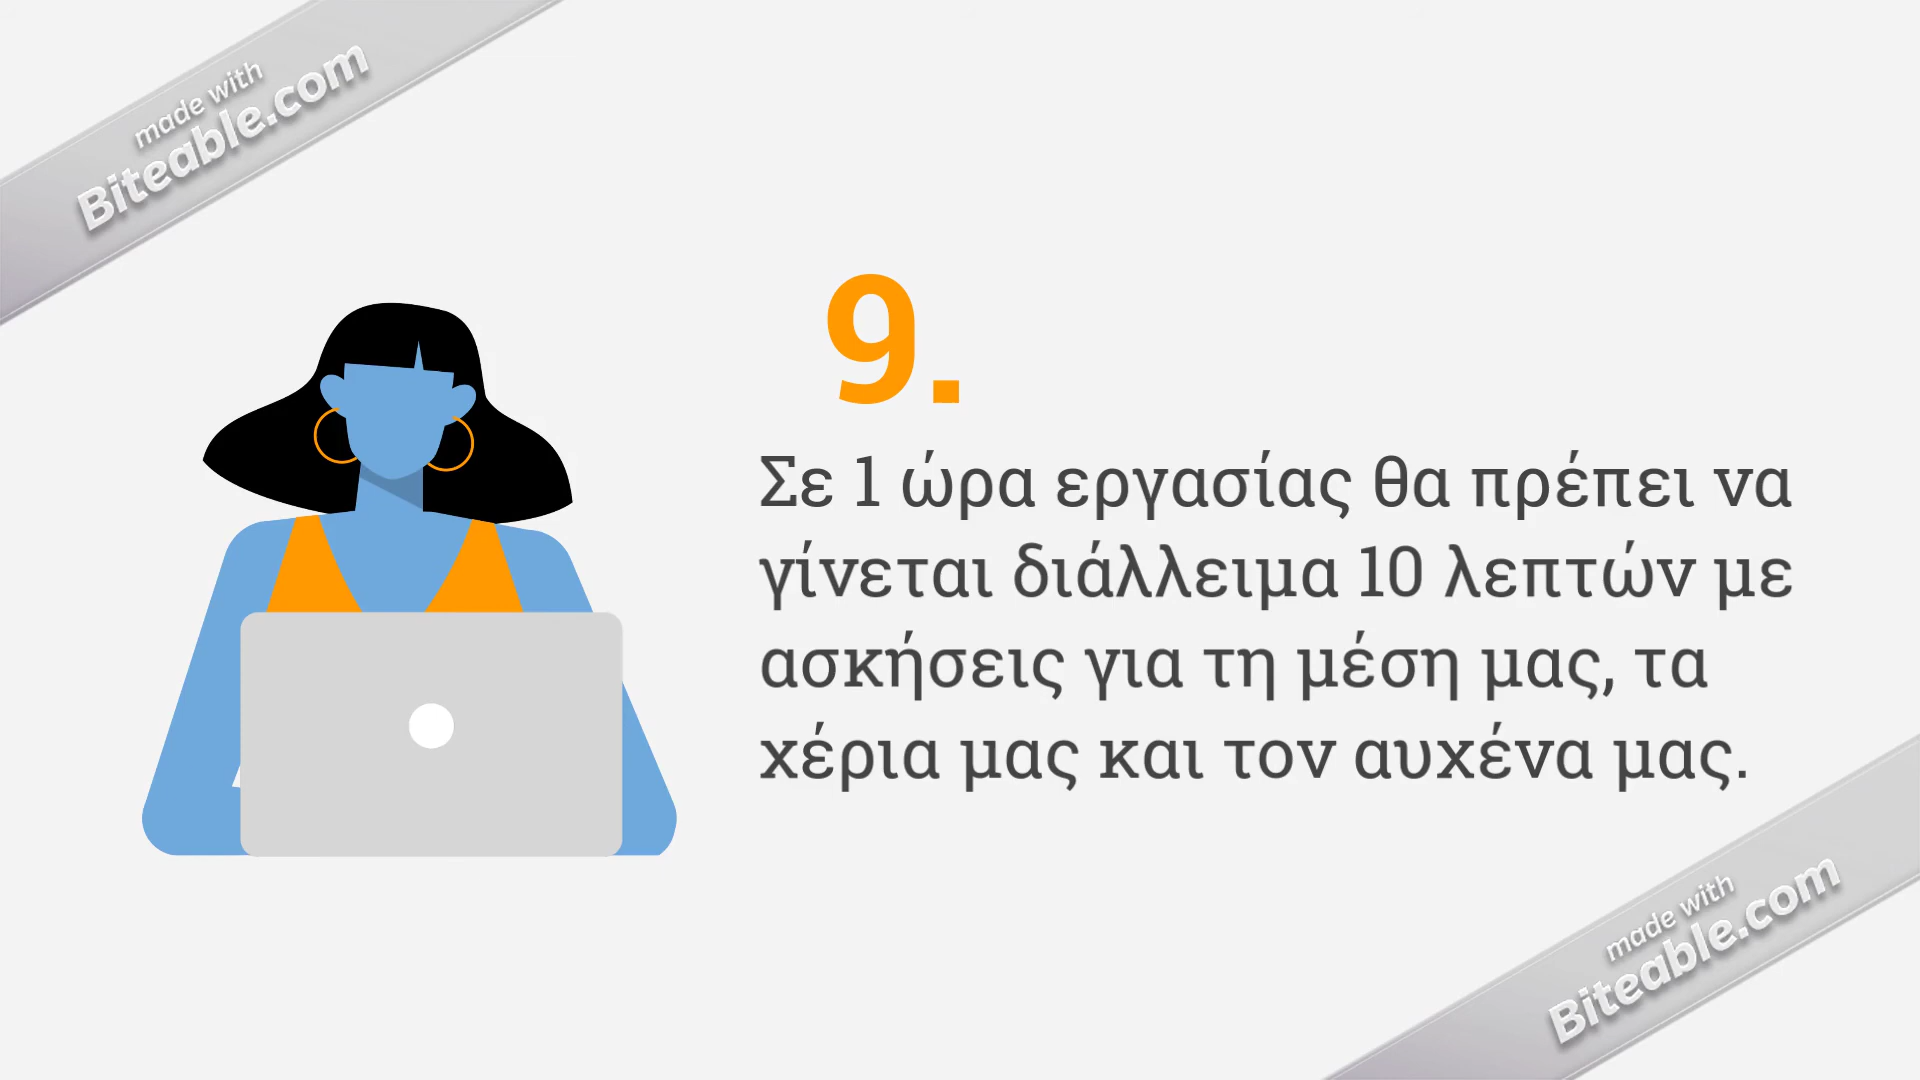 made with
Biteable.com
9.
Σε 1 ώρα εργασίας θα πρέπει να
γίνεται διάλλειμα 10 λεπτών με
ασκήσεις για τη μέση μας, τα
χέρια μας και τον αυχένα μας.
made with
Biteable.com